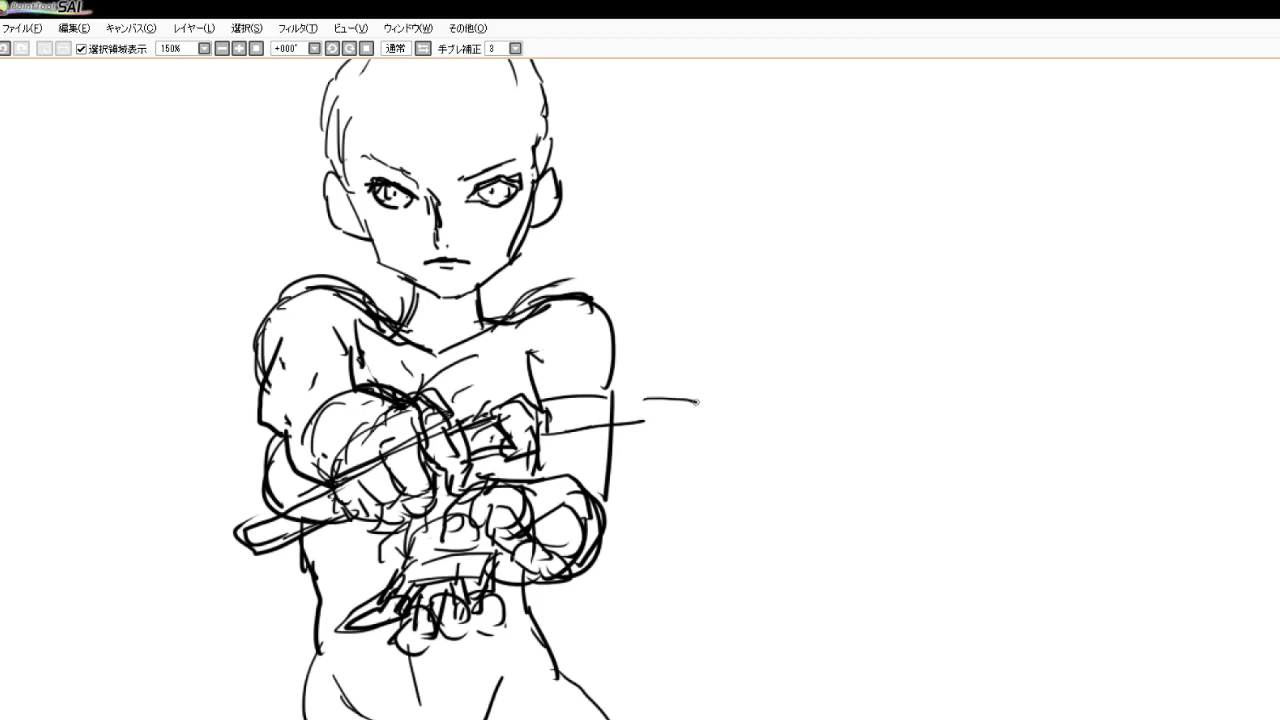 PaintTool SAI
ファイル(F) 編集(E) キャンバス(C) レイヤー(L) 選択(S) フィルタ(T) ビュー(V) ウィンドウ(W) その他(O)
選択領域表示 150% +000° 通常 手ブレ補正 3